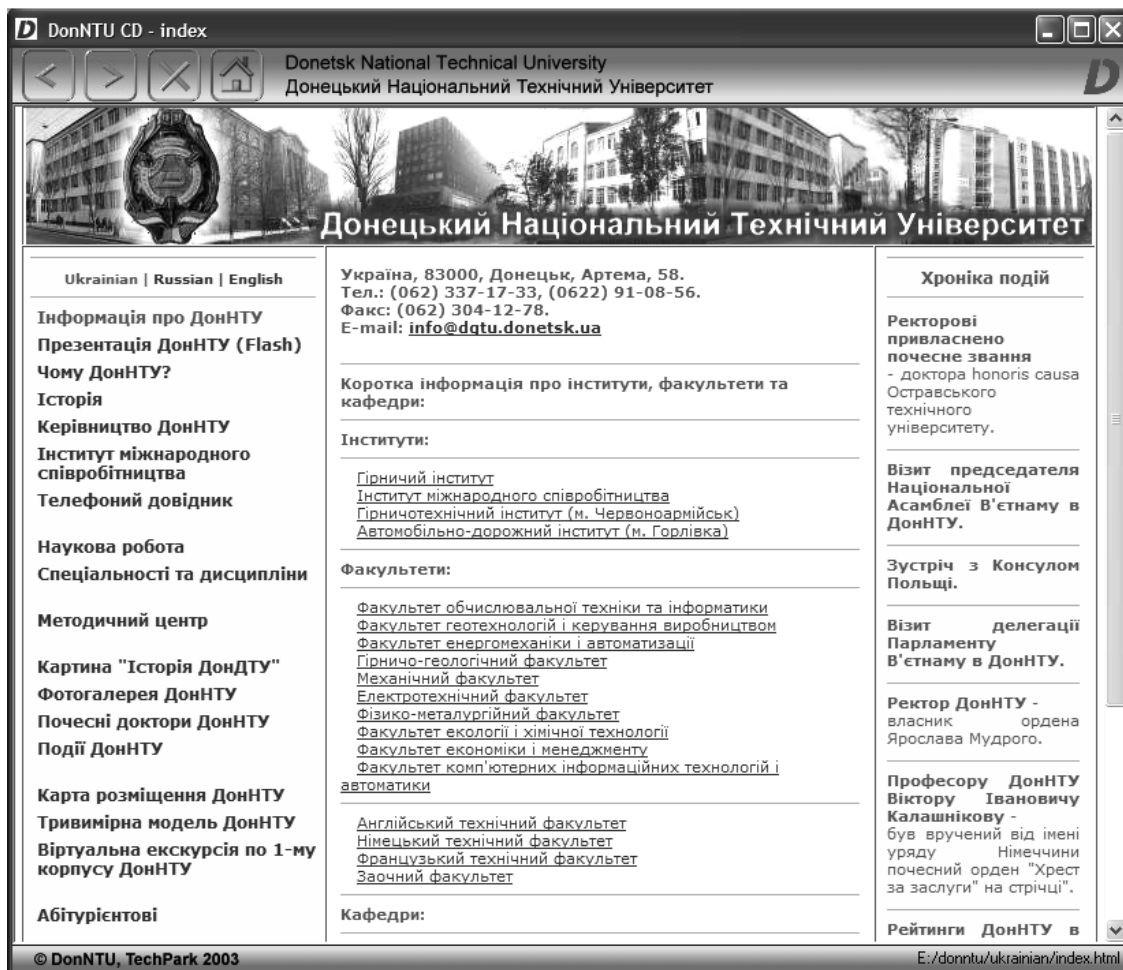 D DonNTU CD - index
Donetsk National Technical University
Донецький Національний Технічний Університет
D
Донецький Національний Технічний Університет
Ukrainian | Russian | English
Інформація про ДонНТУ
Презентація ДонНТУ (Flash)
Чому ДонНТУ?
Історія
Керівництво ДонНТУ
Інститут міжнародного
співробітництва
Телефоний довідник
Наукова робота
Спеціальності та дисципліни
Методичний центр
Картина "Історія ДонДТУ"
Фотогалерея ДонНТУ
Почесні доктори ДонНТУ
Події ДонНТУ
Карта розміщення ДонНТУ
Тривимірна модель ДонНТУ
Віртуальна екскурсія по 1-му
корпусу ДонНТУ
Абітурієнтові
Україна, 83000, Донецьк, Артема, 58.
Тел.: (062) 337-17-33, (0622) 91-08-56.
Факс: (062) 304-12-78.
E-mail: info@dgtu.donetsk.ua
Коротка інформація про інститути, факультети та
кафедри:
Інститути:
Гірничий інститут
Інститут міжнародного співробітництва
Гірничотехнічний інститут (м. Червоноармійськ)
Автомобільно-дорожній інститут (м. Горлівка)
Факультети:
Факультет обчислювальної техніки та інформатики
Факультет геотехнологій і керування виробництвом
Факультет енергомеханіки і автоматизації
Гірничо-геологічний факультет
Механічний факультет
Електротехнічний факультет
Фізико-металургійний факультет
Факультет екології і хімічної технології
Факультет економіки і менеджменту
Факультет комп'ютерних інформаційних технологій і
автоматики
Англійський технічний факультет
Німецький технічний факультет
Французький технічний факультет
Заочний факультет
Кафедри:
Хроніка подій
Ректорові
привласнено
почесне звання
- доктора honoris causa
Остравського
технічного
університету.
Візит председателя
Національної
Асамблеї В'єтнаму в
ДонНТУ.
Зустріч з Консулом
Польщі.
Візит делегації
Парламенту
В'єтнаму в ДонНТУ.
Ректор ДонНТУ -
власник ордена
Ярослава Мудрого.
Професору ДонНТУ
Віктору Івановичу
Калашнікову -
був вручений від імені
уряду Німеччини
почесний орден "Хрест
за заслуги" на стрічці".
Рейтинги ДонНТУ в
© DonNTU, TechPark 2003
E:/donntu/ukrainian/index.html